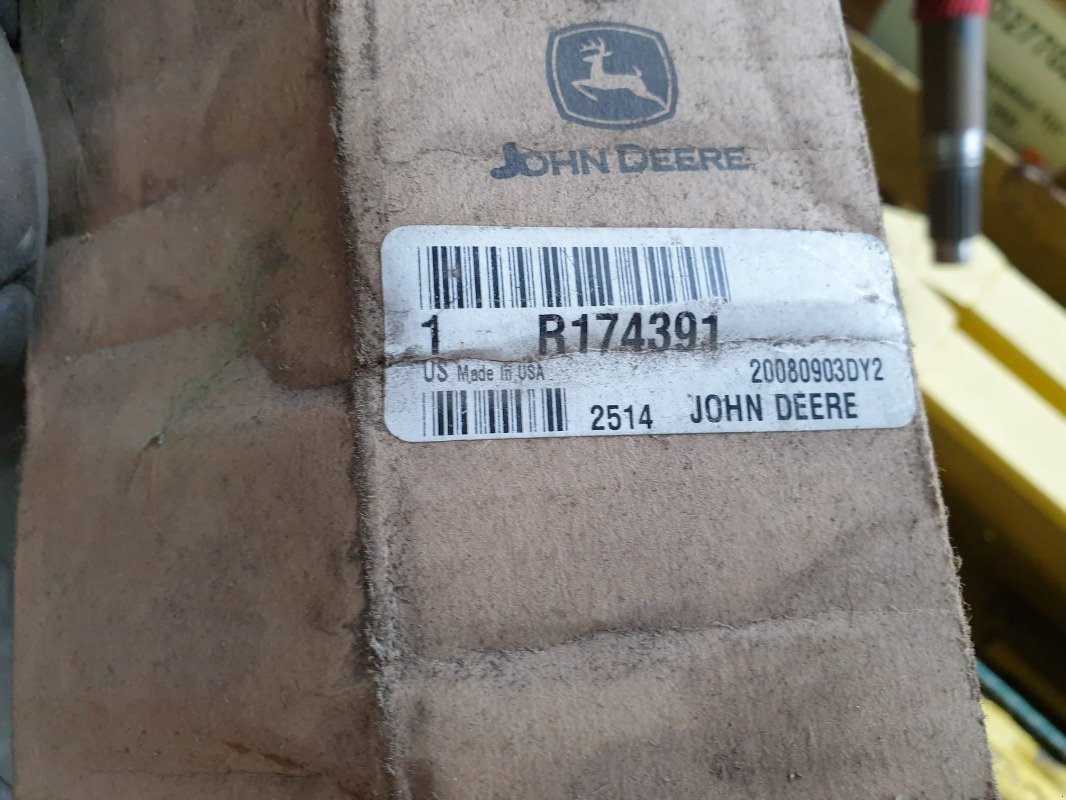 JOHN DEERE
1 R174391
US Made in USA 20080903DY2
2514 JOHN DEERE